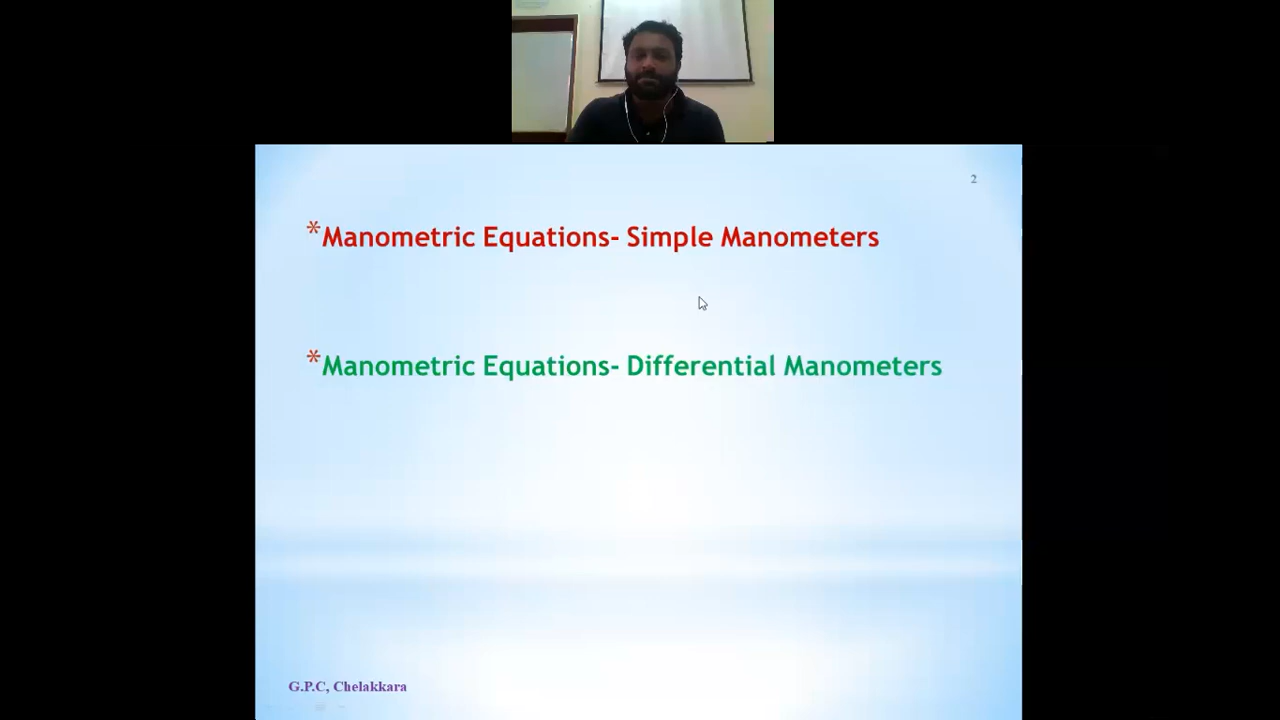 2
*Manometric Equations- Simple Manometers
*Manometric Equations- Differential Manometers
G.P.C, Chelakkara